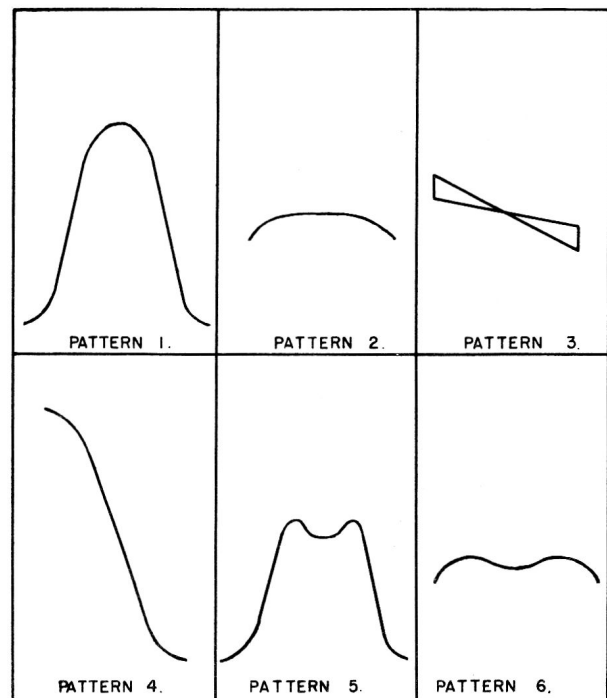 PATTERN 1.
PATTERN 2.
PATTERN 3.
PATTERN 4.
PATTERN 5.
PATTERN 6.